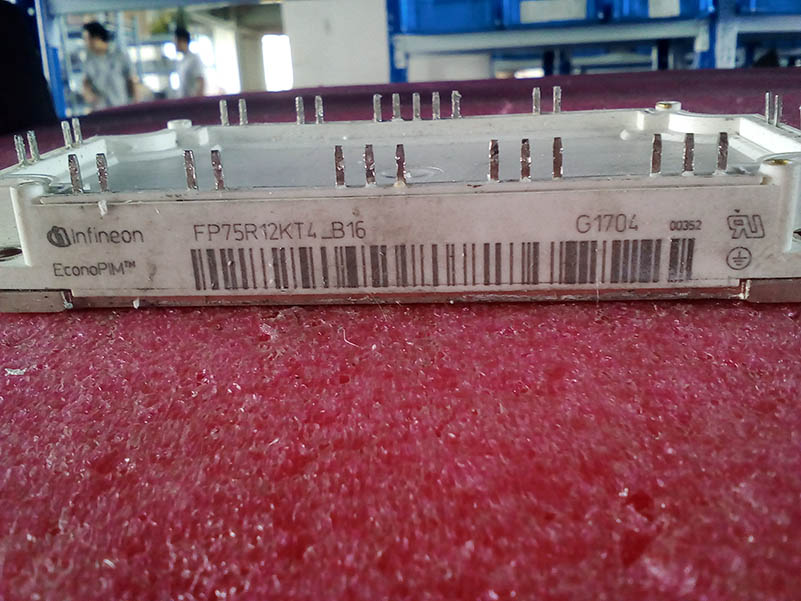 infineon FP75R12KT4_B16 G1704 00352
EconoPIM™